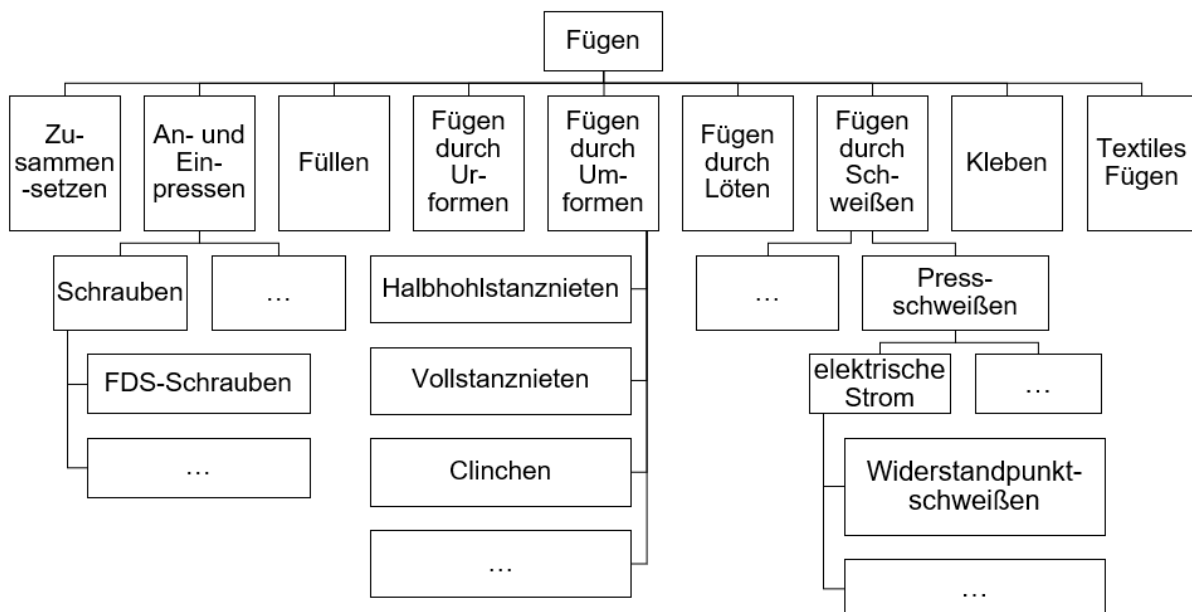 Fügen
Zu-
sammen
-setzen
An- und
Ein-
pressen
Füllen
Fügen
durch
Ur-
formen
Fügen
durch
Um-
formen
Fügen
durch
Löten
Fügen
durch
Sch-
weißen
Kleben
Textiles
Fügen
Schrauben
…
Halbhohlstanznieten
…
Press-
schweißen
FDS-Schrauben
Vollstanznieten
elektrische
Strom
…
…
Clinchen
Widerstandpunkt-
schweißen
…
…